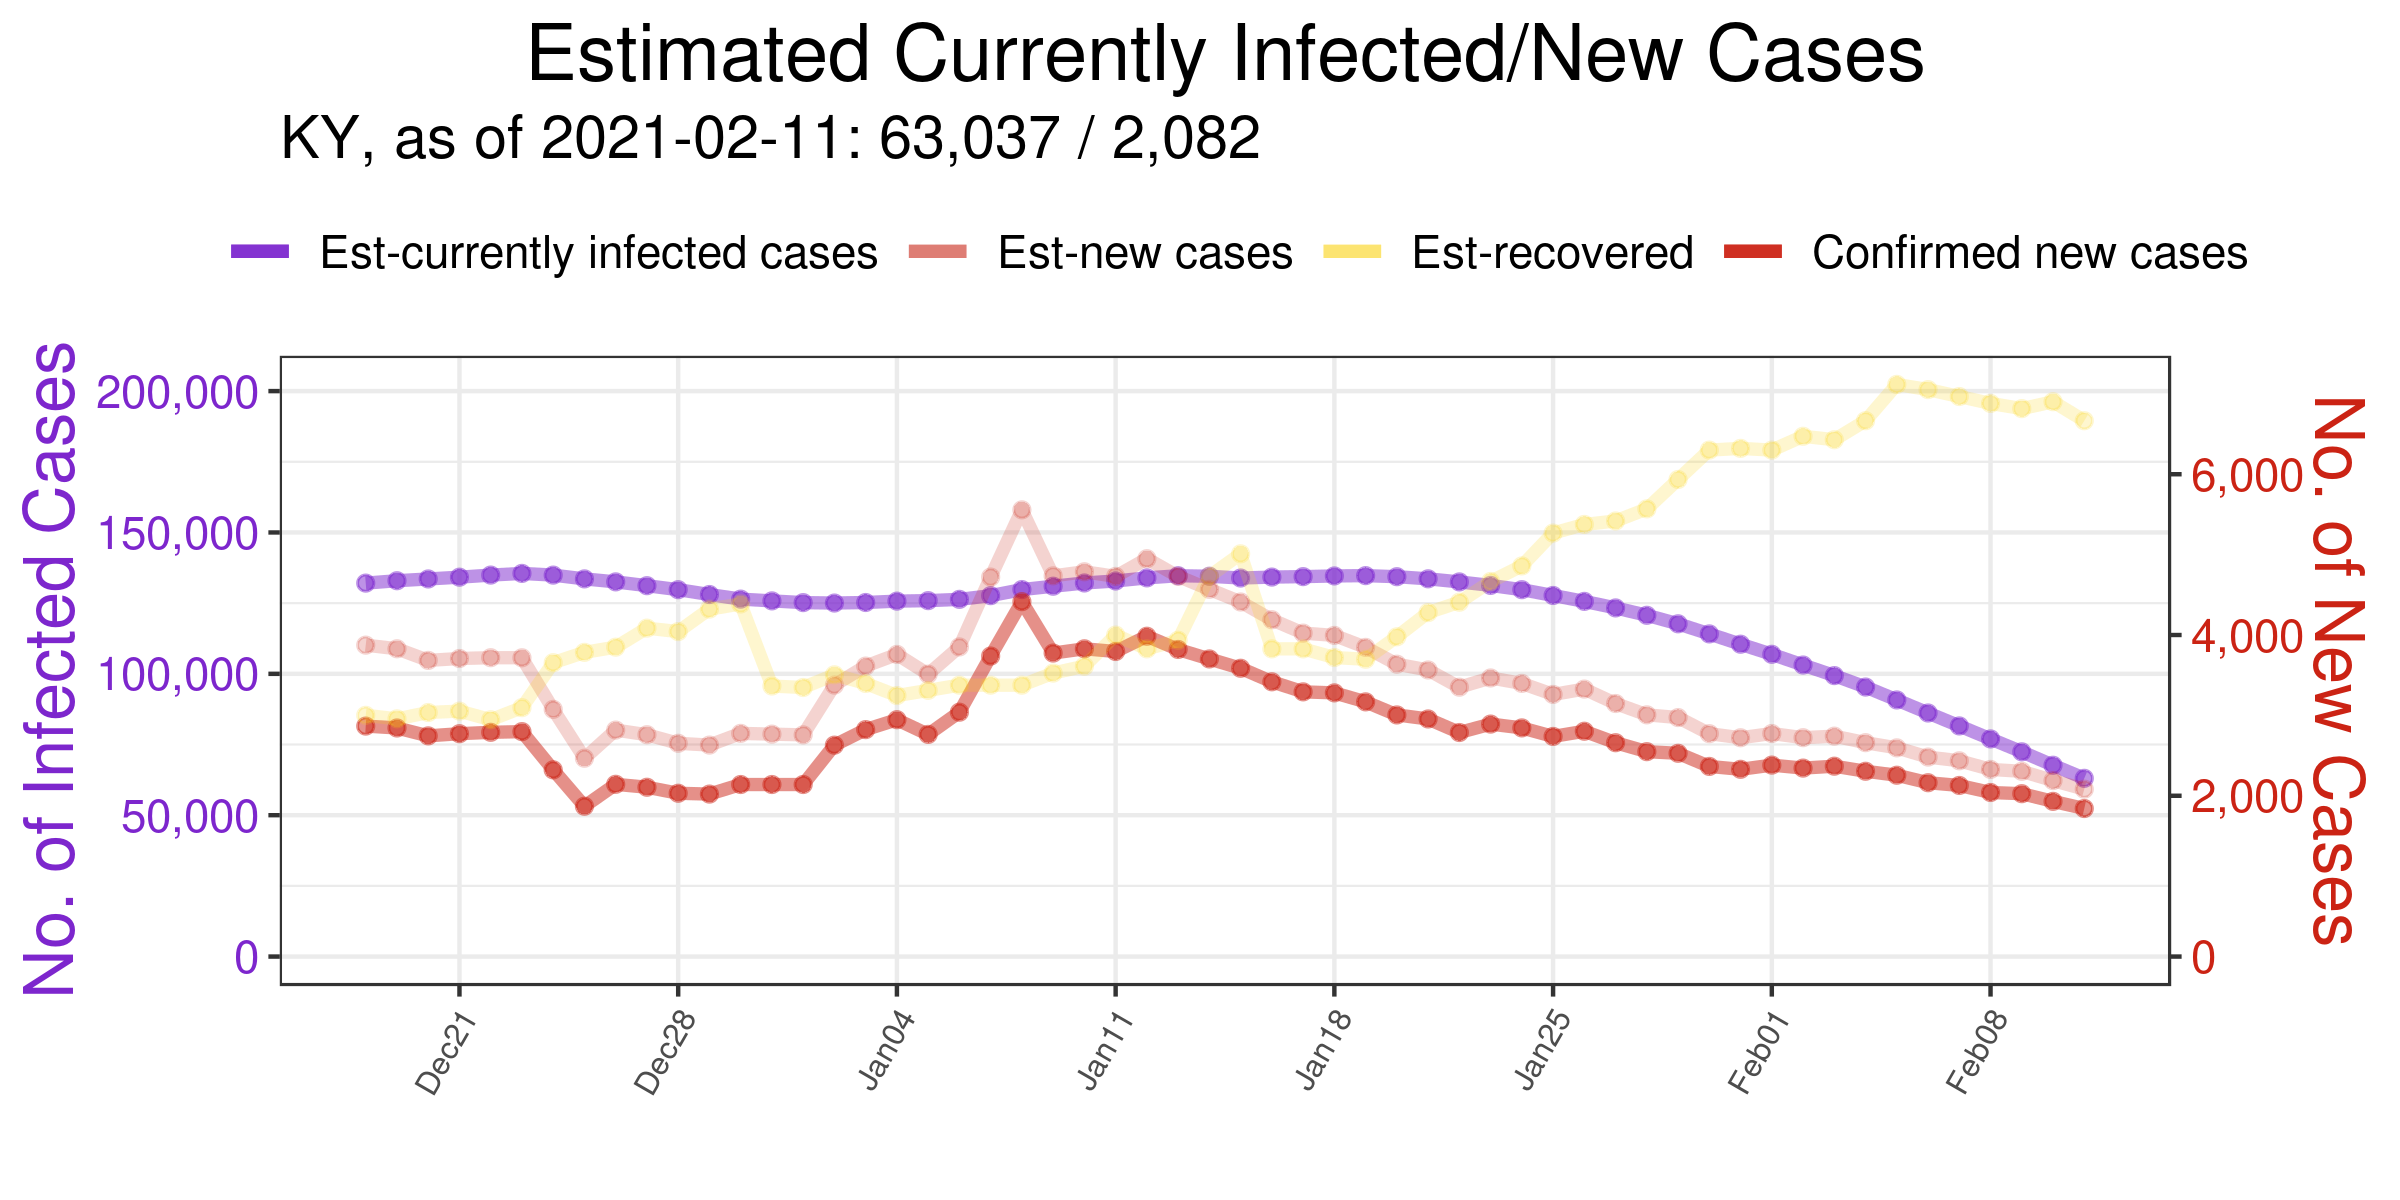 Estimated Currently Infected/New Cases
KY, as of 2021-02-11: 63,037 / 2,082
Est-currently infected cases Est-new cases Est-recovered Confirmed new cases
No. of Infected Cases
200,000
150,000
100,000
50,000
0
6,000
4,000
2,000
0
No. of New Cases
Dec21 Dec28 Jan04 Jan11 Jan18 Jan25 Feb01 Feb08